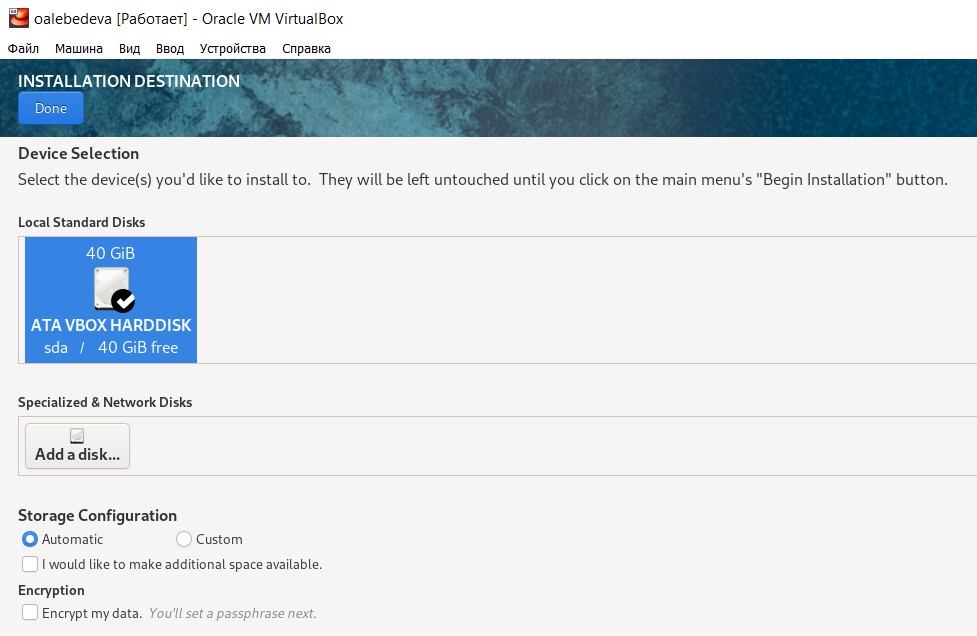 oalebedeva [Работает] - Oracle VM VirtualBox
Файл Машина Вид Ввод Устройства Справка
INSTALLATION DESTINATION
Done
Device Selection
Select the device(s) you'd like to install to. They will be left untouched until you click on the main menu's "Begin Installation" button.
Local Standard Disks
40 GiB
ATA VBOX HARDDISK
sda / 40 GiB free
Specialized & Network Disks
Add a disk...
Storage Configuration
Automatic Custom
I would like to make additional space available.
Encryption
Encrypt my data. You'll set a passphrase next.